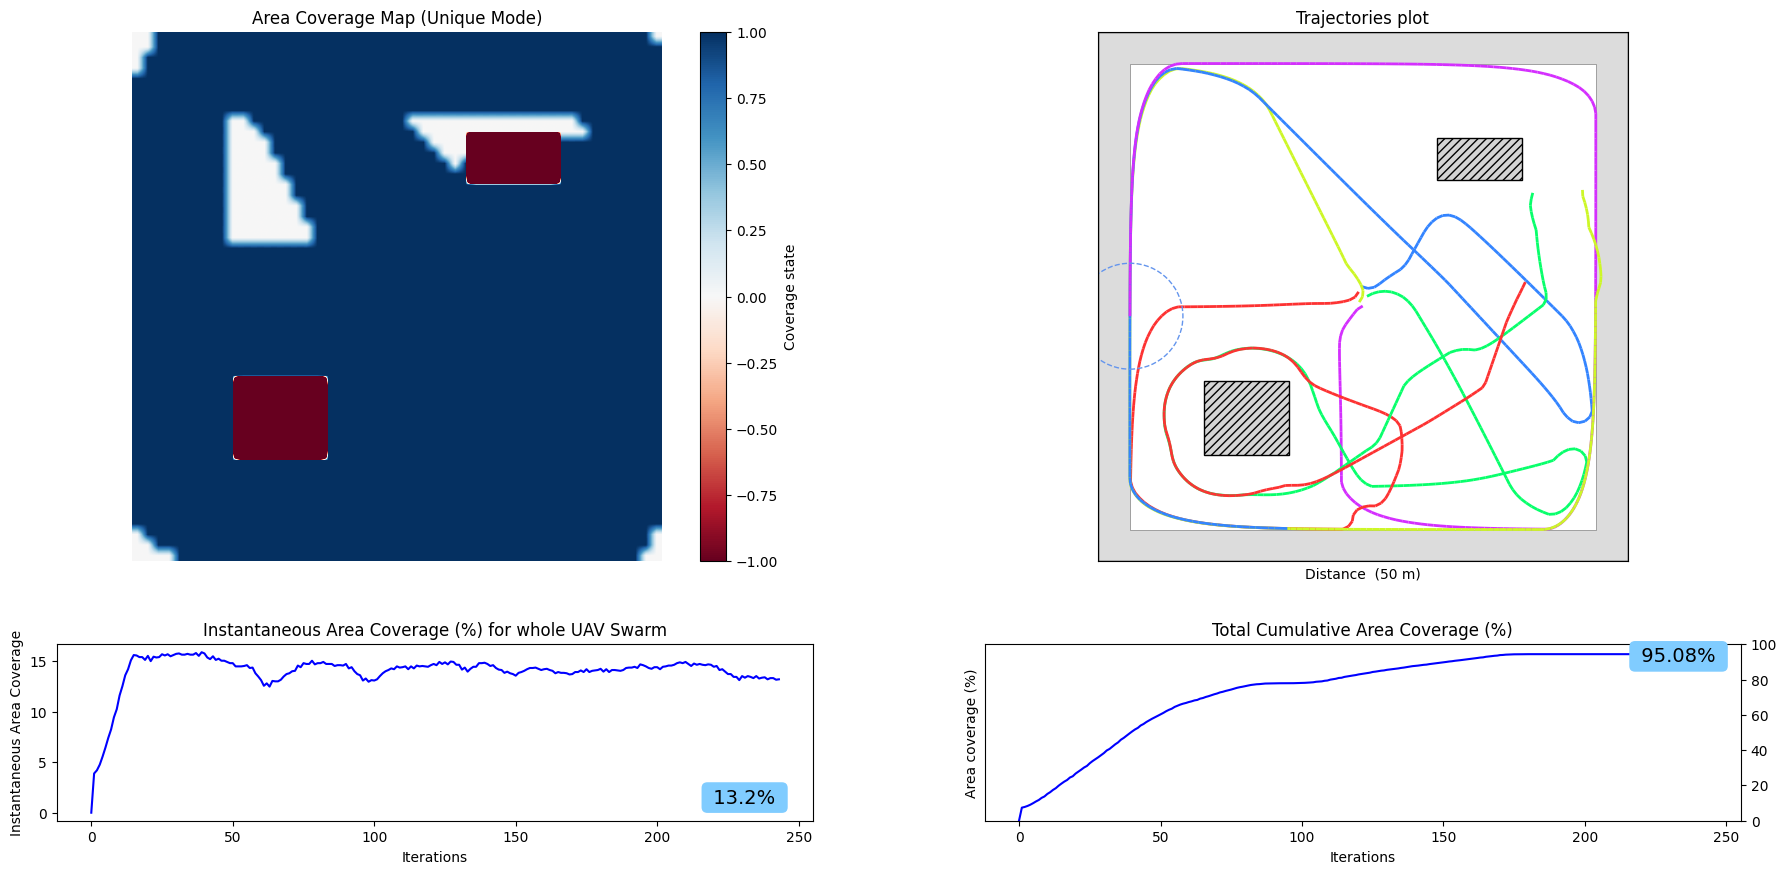 Area Coverage Map (Unique Mode)
1.00
0.75
0.50
0.25
0.00
−0.25
−0.50
−0.75
−1.00
Coverage state
Trajectories plot
Distance  (50 m)
Instantaneous Area Coverage (%) for whole UAV Swarm
Instantaneous Area Coverage
15
10
5
0
13.2%
0 50 100 150 200 250
Iterations
Total Cumulative Area Coverage (%)
Area coverage (%)
95.08%
100
80
60
40
20
0
0 50 100 150 200 250
Iterations